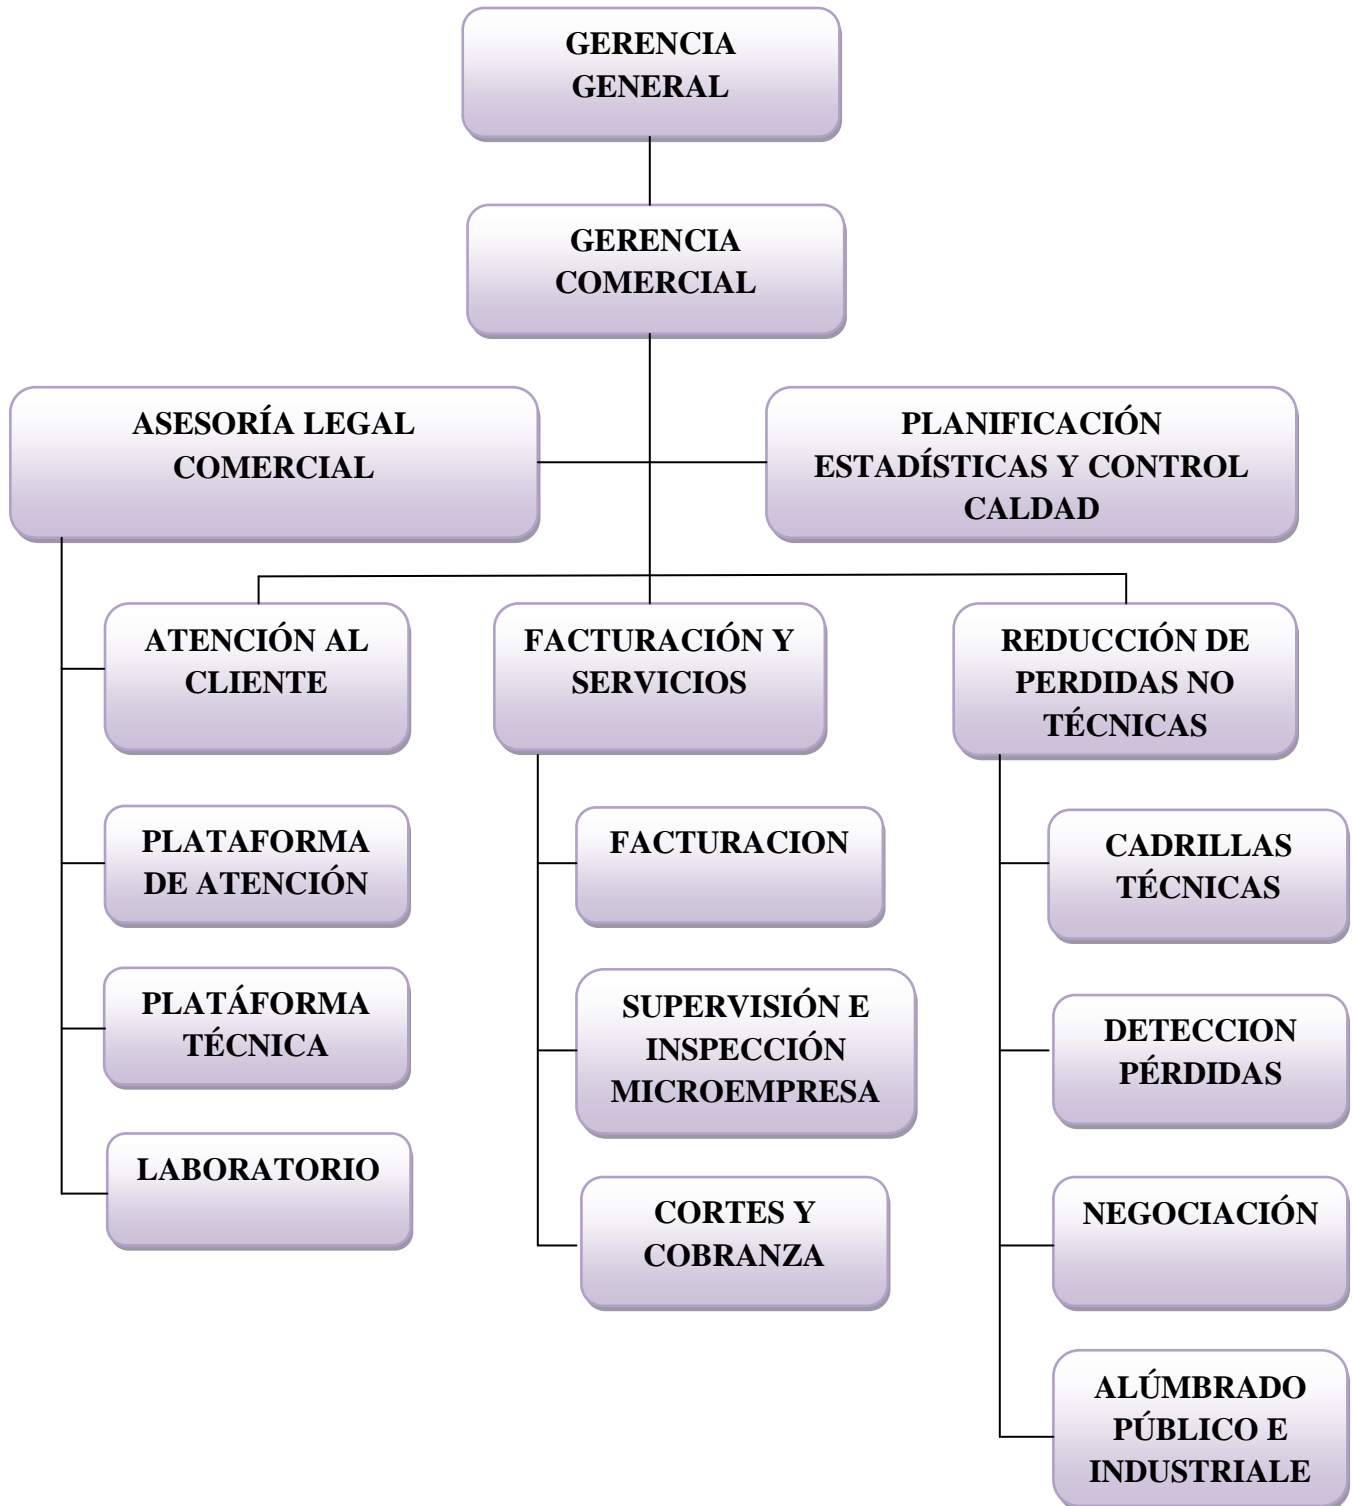 GERENCIA
GENERAL
GERENCIA
COMERCIAL
ASESORÍA LEGAL
COMERCIAL
PLANIFICACIÓN
ESTADÍSTICAS Y CONTROL
CALDAD
ATENCIÓN AL
CLIENTE
FACTURACIÓN Y
SERVICIOS
REDUCCIÓN DE
PERDIDAS NO
TÉCNICAS
PLATAFORMA
DE ATENCIÓN
FACTURACION
CADRILLAS
TÉCNICAS
PLATÁFORMA
TÉCNICA
SUPERVISIÓN E
INSPECCIÓN
MICROEMPRESA
DETECCION
PÉRDIDAS
LABORATORIO
CORTES Y
COBRANZA
NEGOCIACIÓN
ALÚMBRADO
PÚBLICO E
INDUSTRIALE